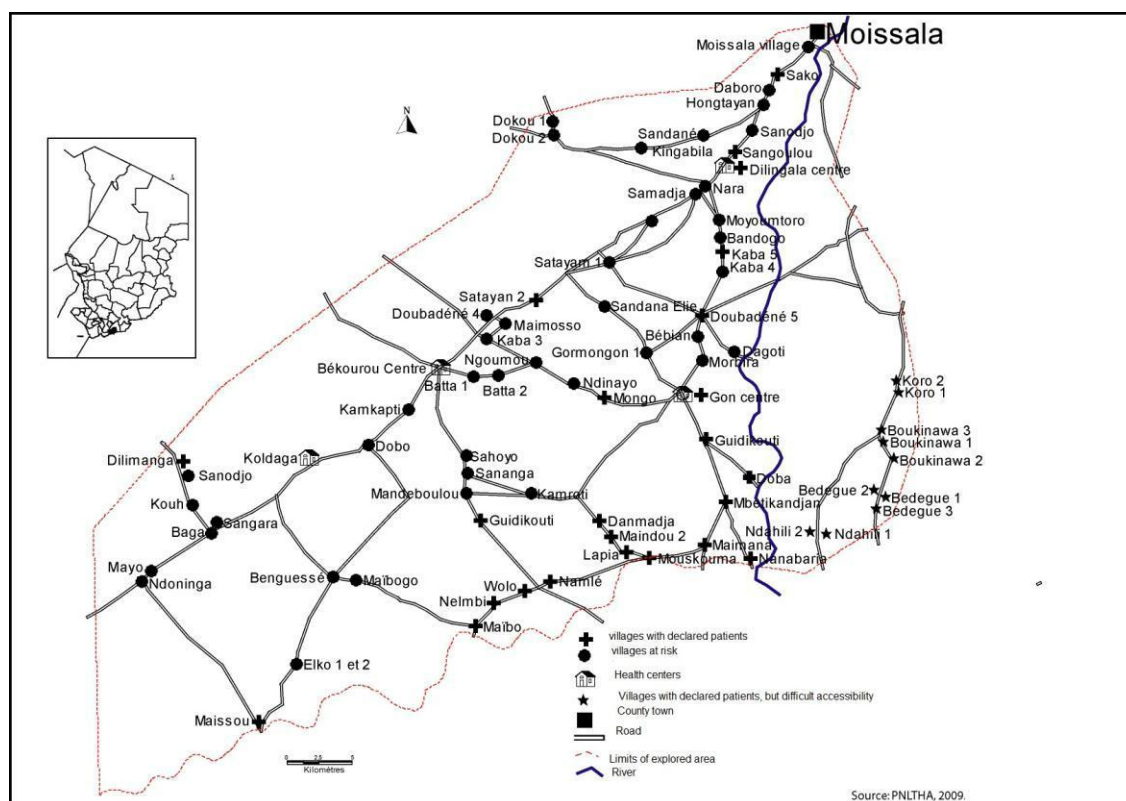 Moissala
Moissala village
Sako
Daboro
Hongtayan
Dokou 1
Dokou 2
Sandané
Kingabila
Sanodjo
Sangoulou
Dilingala centre
N
Nara
Samadja
Moyoumtoro
Bandogo
Kaba 5
Kaba 4
Satayam 1
Satayan 2
Sandana Elie
Doubadéné 4
Doubadéné 5
Maimosso
Kaba 3
Bébian
Gormongon 1
Dagoti
Morbira
Ngoumou
Békourou Centre
Batta 1
Batta 2
Ndinayo
Mongo
Gon centre
Koro 2
Koro 1
Kamkapti
Boukinawa 3
Boukinawa 1
Boukinawa 2
Guidikouti
Dobo
Koldaga
Sahoyo
Sananga
Dilimanga
Sanodjo
Doba
Mandeboulou
Kamroti
Bedegue 2
Bedegue 1
Bedegue 3
Mbetikandjan
Kouh
Sangara
Baga
Guidikouti
Danmadja
Maindou 2
Ndahili 2
Ndahili 1
Lapia
Mouskouma
Maimana
Nanabaria
Mayo
Ndoninga
Benguessé
Maïbogo
Wolo
Namlé
Nelmbi
Maïbo
Elko 1 et 2
Maissou
villages with declared patients
villages at risk
Health centers
Villages with declared patients, but difficult accessibility
County town
Road
Limits of explored area
River
0 2,5 5
Kilomètres
Source: PNLTHA, 2009.